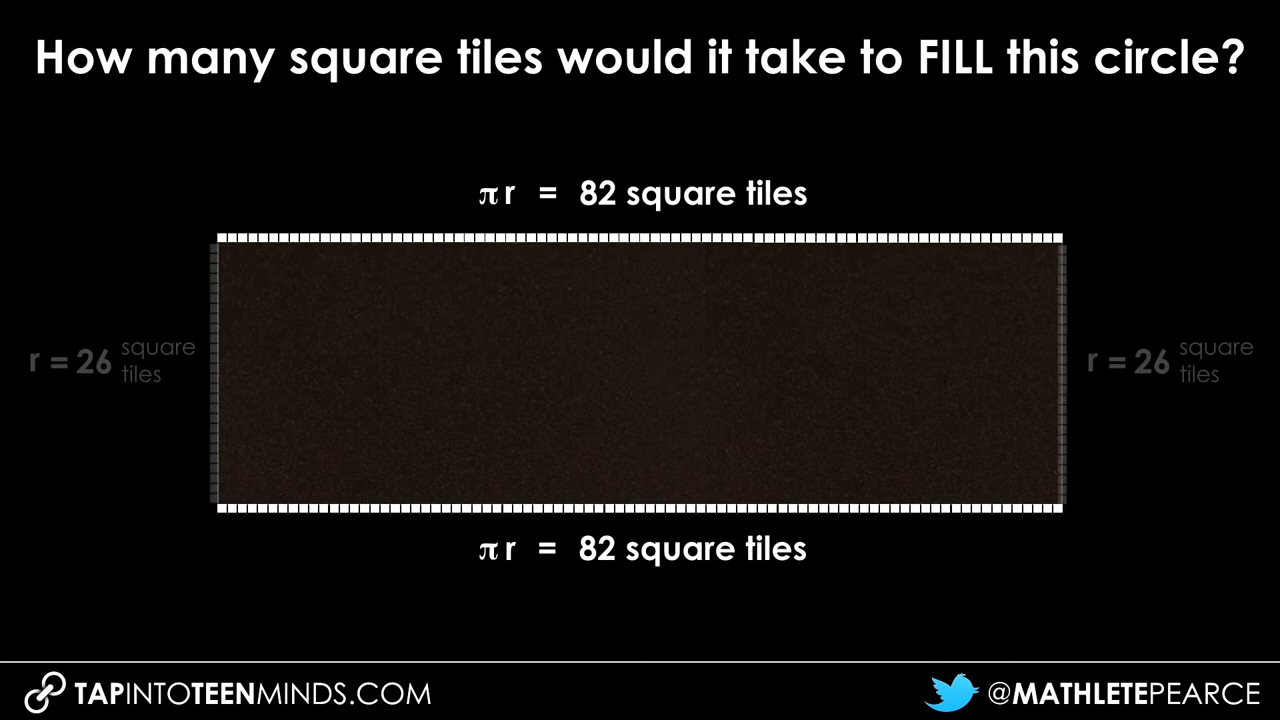 How many square tiles would it take to FILL this circle?
π r = 82 square tiles
r = 26 square tiles
r = 26 square tiles
π r = 82 square tiles
TAPINTOTEENMINDS.COM
@MATHLETEPEARCE